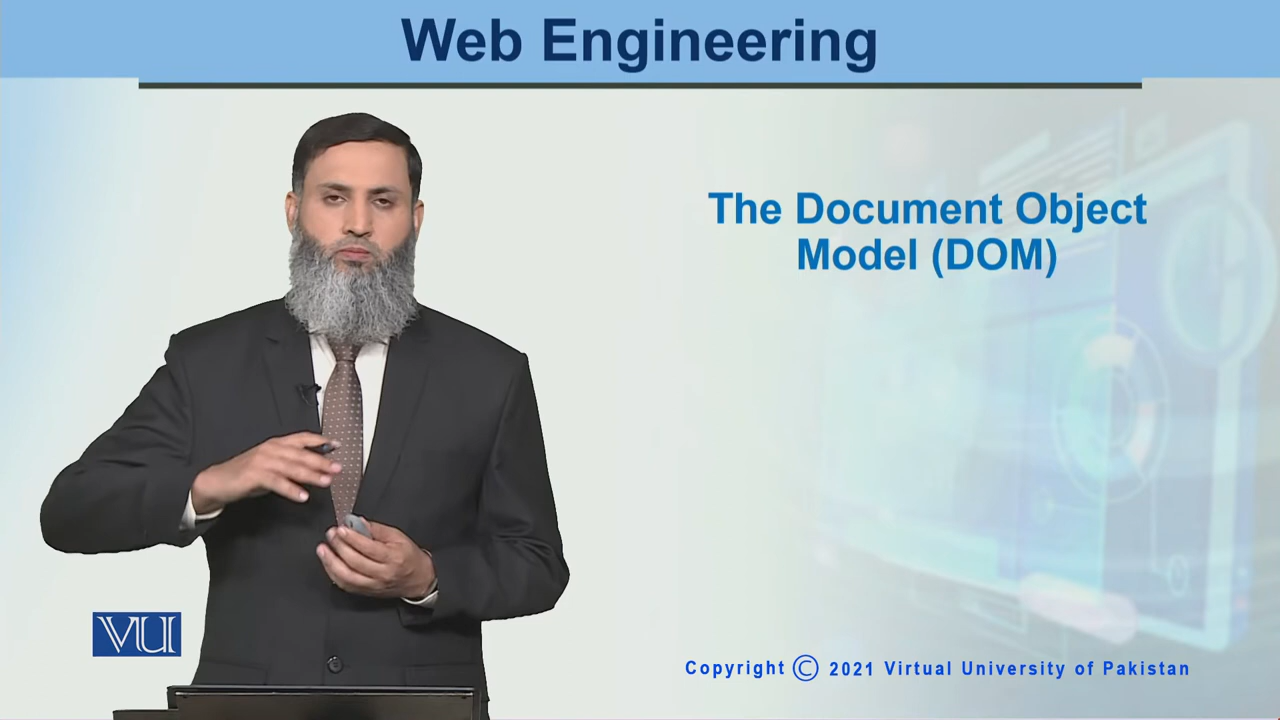 Web Engineering
The Document Object
Model (DOM)
VU
Copyright © 2021 Virtual University of Pakistan